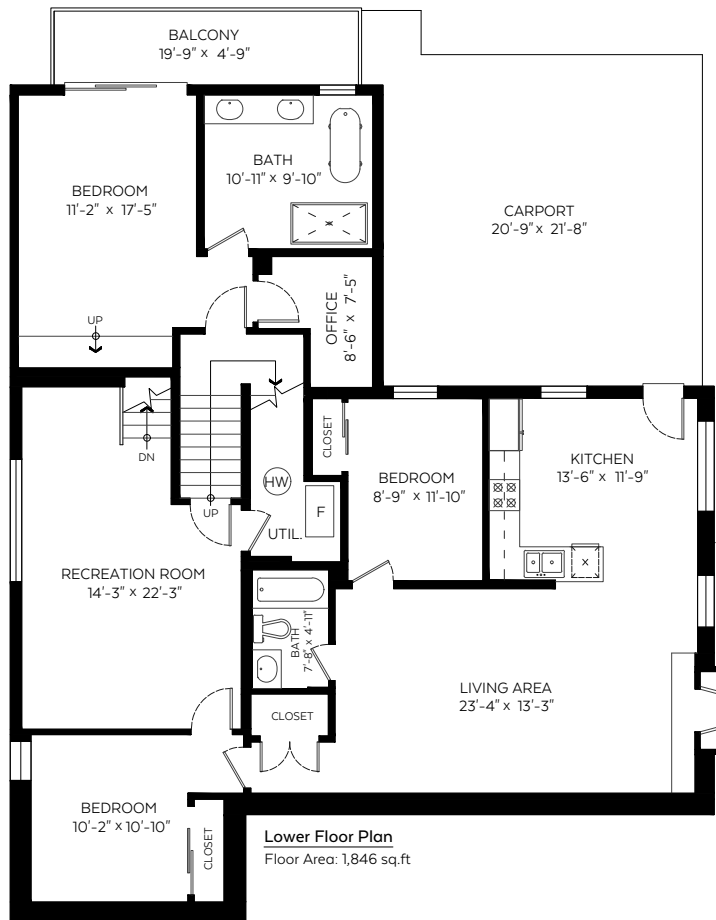 BALCONY
19'-9" x 4'-9"
BATH
10'-11" x 9'-10"
BEDROOM
11'-2" x 17'-5"
CARPORT
20'-9" x 21'-8"
OFFICE
8'-6" x 7'-5"
UP
CLOSET
KITCHEN
13'-6" x 11'-9"
BEDROOM
8'-9" x 11'-10"
DN
HW
F
UP
UTIL.
X
RECREATION ROOM
14'-3" x 22'-3"
BATH
7'-8" x 4'-11"
LIVING AREA
23'-4" x 13'-3"
CLOSET
BEDROOM
10'-2" x 10'-10"
CLOSET
Lower Floor Plan
Floor Area: 1,846 sq.ft